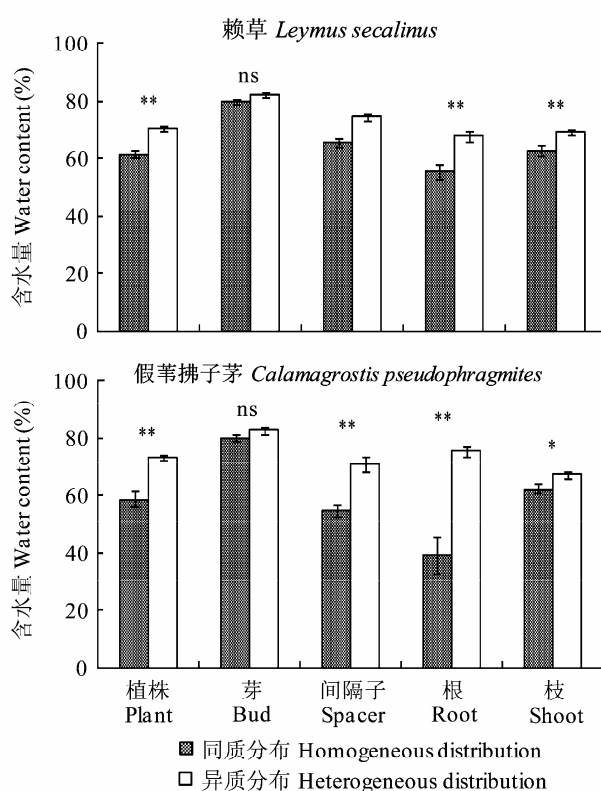 赖草 Leymus secalinus
含水量 Water content (%)
100
80
60
40
20
0
** ns ** **
假苇拂子茅 Calamagrostis pseudophragmites
含水量 Water content (%)
100
80
60
40
20
0
** ns ** ** *
植株 芽 间隔子 根 枝
Plant Bud Spacer Root Shoot
同质分布 Homogeneous distribution
异质分布 Heterogeneous distribution